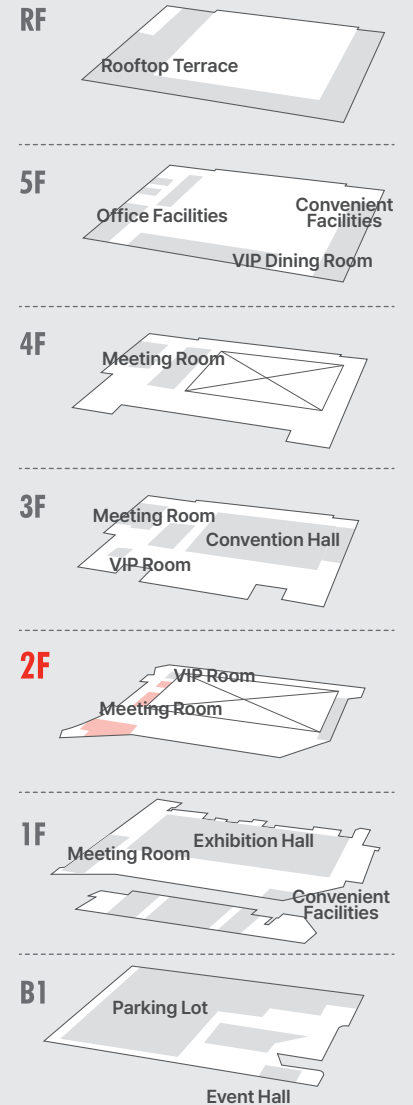 RF
Rooftop Terrace
5F
Office Facilities
Convenient
Facilities
VIP Dining Room
4F
Meeting Room
3F
Meeting Room
Convention Hall
VIP Room
2F
VIP Room
Meeting Room
1F
Exhibition Hall
Meeting Room
Convenient
Facilities
B1
Parking Lot
Event Hall